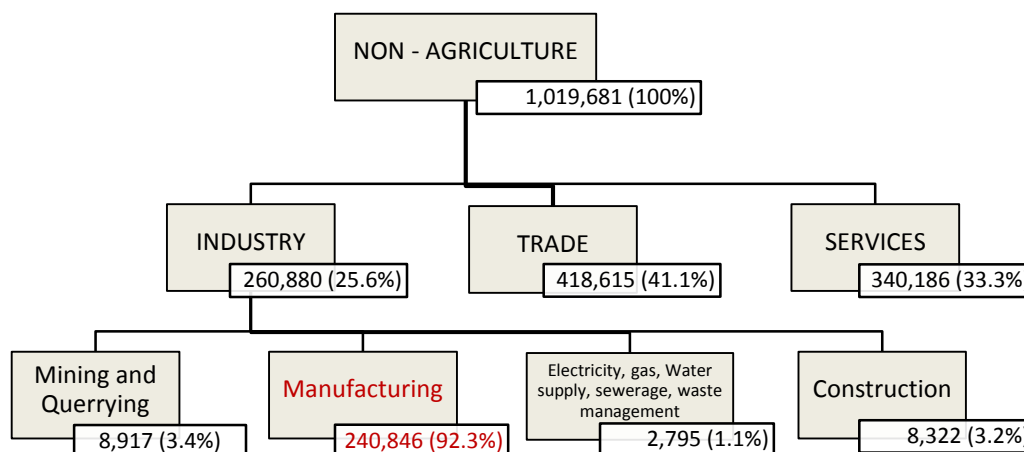 NON - AGRICULTURE
1,019,681 (100%)
INDUSTRY
260,880 (25.6%)
TRADE
418,615 (41.1%)
SERVICES
340,186 (33.3%
Mining and
Querrying
8,917 (3.4%)
Manufacturing
240,846 (92.3%)
Electricity, gas, Water
supply, sewerage, waste
management
2,795 (1.1%)
Construction
8,322 (3.2%)